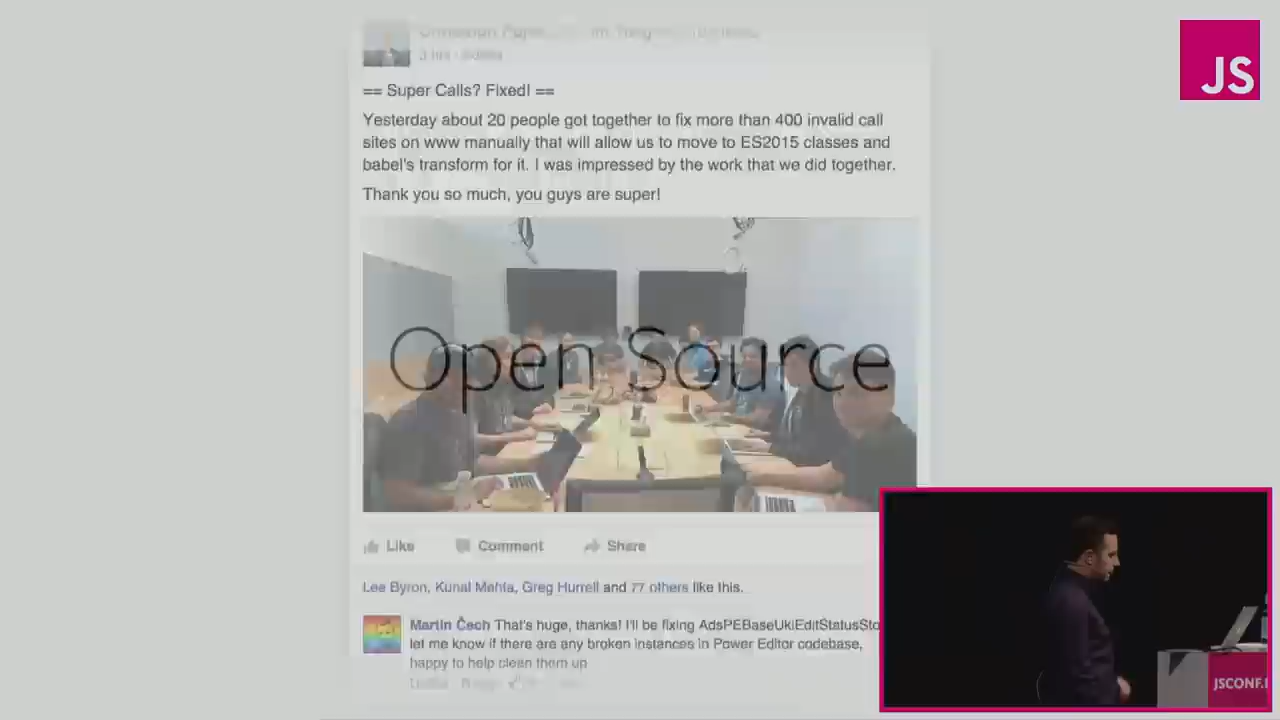 JS
== Super Calls? Fixed! ==
Yesterday about 20 people got together to fix more than 400 invalid call
sites on www manually that will allow us to move to ES2015 classes and
babel's transform for it. I was impressed by the work that we did together.
Thank you so much, you guys are super!
Open Source
Like Comment Share
Lee Byron, Kunal Mehta, Greg Hurrell and 77 others like this.
Martin Čech That's huge, thanks! I'll be fixing AdsPEBaseUkiEditStatusSto
let me know if there are any broken instances in Power Editor codebase,
happy to help clean them up
JSCONF.